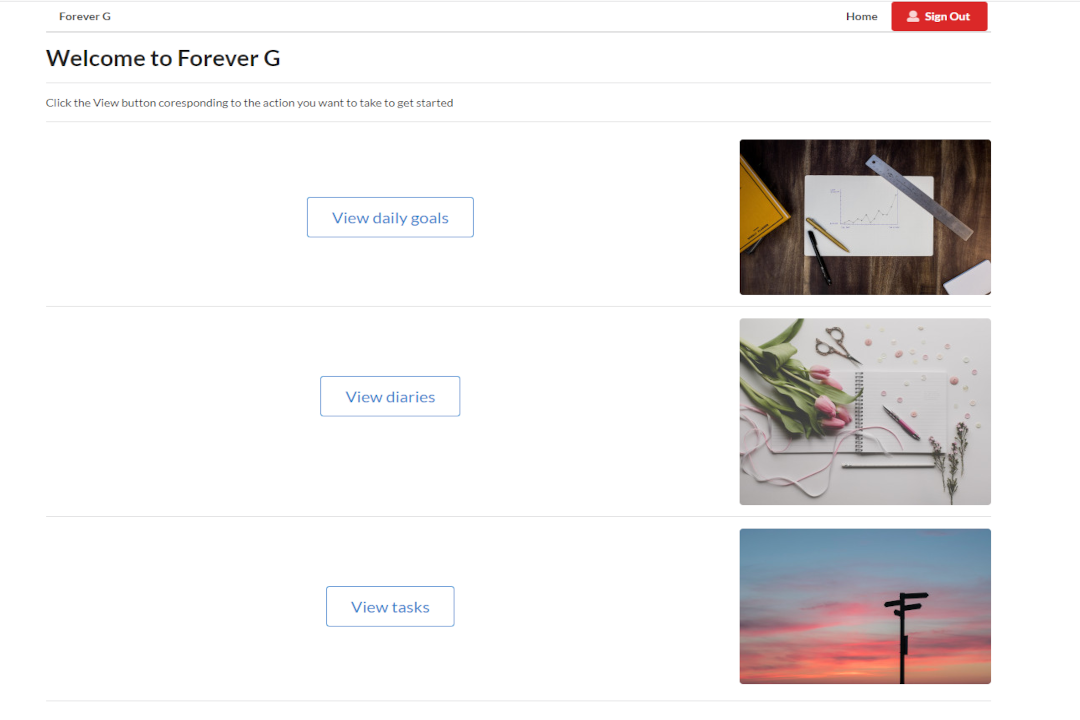 Forever G
Home
Sign Out
Welcome to Forever G
Click the View button coresponding to the action you want to take to get started
View daily goals
View diaries
View tasks